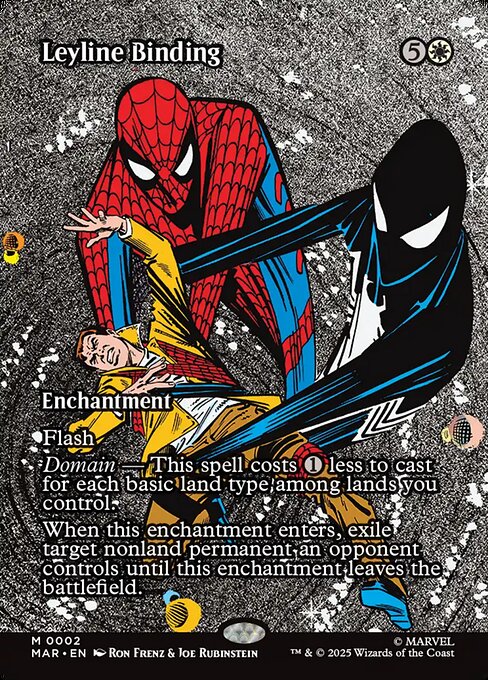 Leyline Binding
5
Enchantment
Flash
Domain — This spell costs 1 less to cast
for each basic land type among lands you
control.
When this enchantment enters, exile
target nonland permanent an opponent
controls until this enchantment leaves the
battlefield.
M 0002
MAR • EN Ron Frenz & Joe Rubinstein
© MARVEL
™ & © 2025 Wizards of the Coast